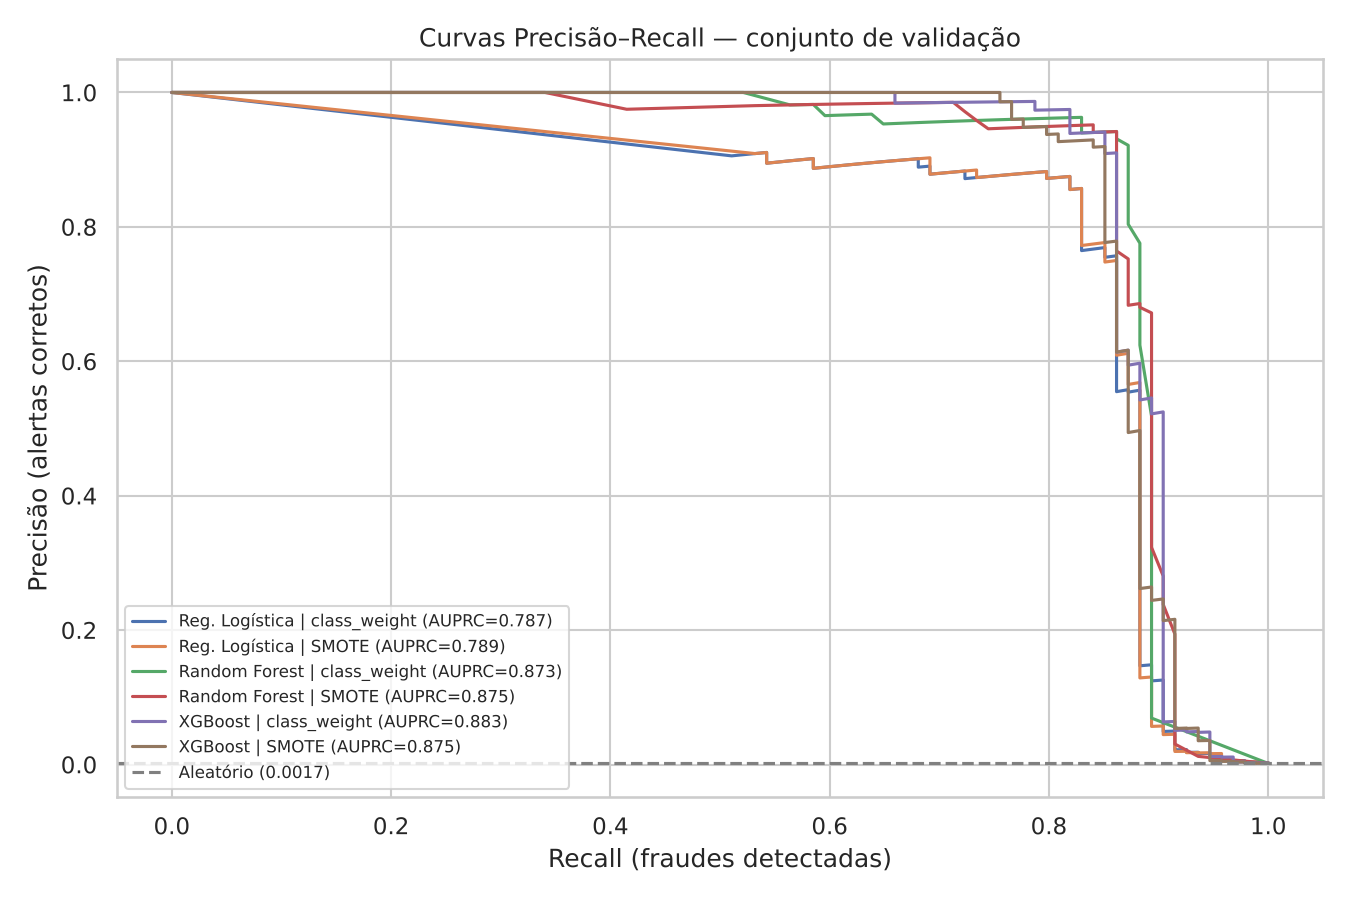 Curvas Precisão–Recall — conjunto de validação
Precisão (alertas corretos)
1.0
0.8
0.6
0.4
0.2
0.0
Reg. Logística | class_weight (AUPRC=0.787)
Reg. Logística | SMOTE (AUPRC=0.789)
Random Forest | class_weight (AUPRC=0.873)
Random Forest | SMOTE (AUPRC=0.875)
XGBoost | class_weight (AUPRC=0.883)
XGBoost | SMOTE (AUPRC=0.875)
Aleatório (0.0017)
0.0 0.2 0.4 0.6 0.8 1.0
Recall (fraudes detectadas)